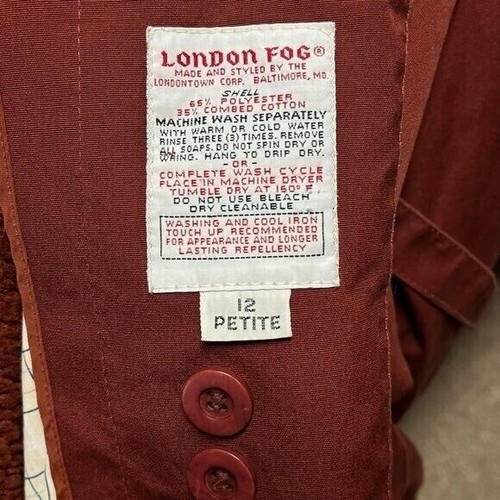 LONDON FOG®
MADE AND STYLED BY THE
LONDONTOWN CORP. BALTIMORE, MD.
SHELL
65% POLYESTER
35% COMBED COTTON
MACHINE WASH SEPARATELY
WITH WARM OR COLD WATER
RINSE THREE (3) TIMES. REMOVE
ALL SOAPS. DO NOT SPIN DRY OR
WRING. HANG TO DRIP DRY.
-OR-
COMPLETE WASH CYCLE
PLACE IN MACHINE DRYER
TUMBLE DRY AT 160° F.
DO NOT USE BLEACH
DRY CLEANABLE
WASHING AND COOL IRON
TOUCH UP RECOMMENDED
FOR APPEARANCE AND LONGER
LASTING REPELLENCY
12
PETITE